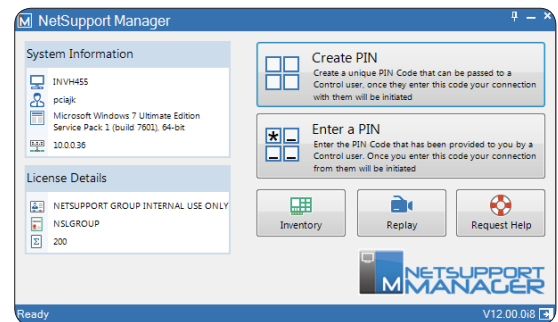 NetSupport Manager
System Information
INVH455
pciajk
Microsoft Windows 7 Ultimate Edition
Service Pack 1 (build 7601), 64-bit
10.0.0.36
License Details
NETSUPPORT GROUP INTERNAL USE ONLY
NSLGROUP
200
Create PIN
Create a unique PIN Code that can be passed to a
Control user, once they enter this code your connection
with them will be initiated
Enter a PIN
Enter the PIN Code that has been provided to you by a
Control user. Once you enter this code your connection
from them will be initiated
Inventory
Replay
Request Help
NETSUPPORT
MANAGER
Ready
V12.00.0i8